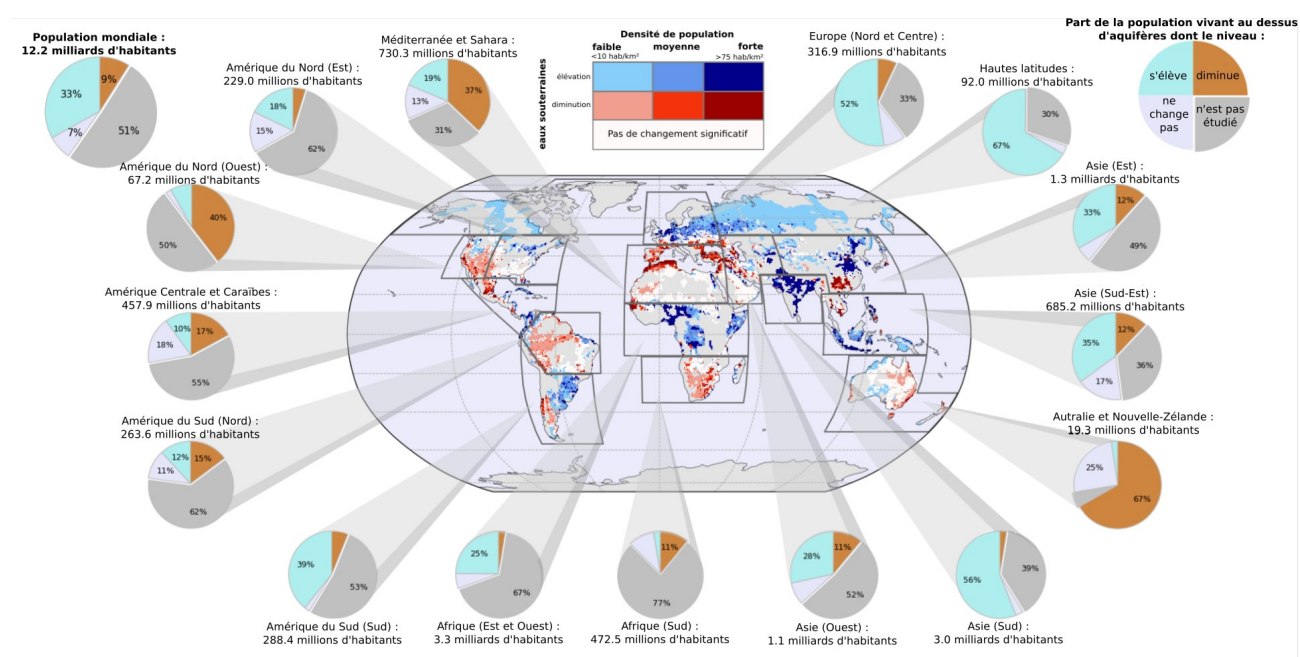 Population mondiale :
12.2 milliards d'habitants
9%
33%
7%
51%
Amérique du Nord (Est) :
229.0 millions d'habitants
18%
15%
62%
Méditerranée et Sahara :
730.3 millions d'habitants
19%
37%
13%
31%
Densité de population
faible moyenne forte
<10 hab/km² >75 hab/km²
eaux souterraines
élévation
diminution
Pas de changement significatif
Europe (Nord et Centre) :
316.9 millions d'habitants
52%
33%
Hautes latitudes :
92.0 millions d'habitants
30%
67%
Part de la population vivant au dessus
d'aquifères dont le niveau :
s'élève diminue
ne
change
pas
n'est pas
étudié
Amérique du Nord (Ouest) :
67.2 millions d'habitants
40%
50%
Asie (Est) :
1.3 milliards d'habitants
12%
33%
49%
Amérique Centrale et Caraïbes :
457.9 millions d'habitants
10%
17%
18%
55%
Asie (Sud-Est) :
685.2 millions d'habitants
12%
35%
36%
17%
Amérique du Sud (Nord) :
263.6 millions d'habitants
12%
15%
11%
62%
Autralie et Nouvelle-Zélande :
19.3 millions d'habitants
25%
67%
39%
53%
Amérique du Sud (Sud) :
288.4 millions d'habitants
25%
67%
Afrique (Est et Ouest) :
3.3 milliards d'habitants
11%
77%
Afrique (Sud) :
472.5 millions d'habitants
11%
28%
52%
Asie (Ouest) :
1.1 milliards d'habitants
39%
56%
Asie (Sud) :
3.0 milliards d'habitants